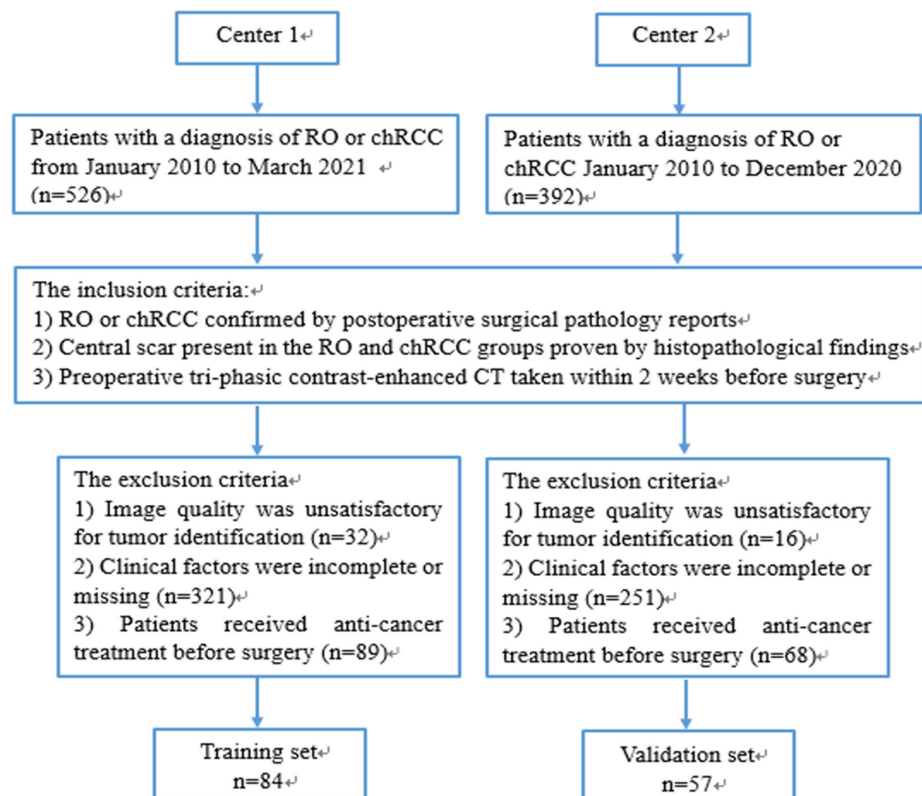 Center 1↵
Center 2↵
Patients with a diagnosis of RO or chRCC
from January 2010 to March 2021 ↵
(n=526)↵
Patients with a diagnosis of RO or
chRCC January 2010 to December 2020
(n=392)↵
The inclusion criteria:↵
1) RO or chRCC confirmed by postoperative surgical pathology reports↵
2) Central scar present in the RO and chRCC groups proven by histopathological findings↵
3) Preoperative tri-phasic contrast-enhanced CT taken within 2 weeks before surgery↵
The exclusion criteria↵
1) Image quality was unsatisfactory
for tumor identification (n=32)↵
2) Clinical factors were incomplete or
missing (n=321)↵
3) Patients received anti-cancer
treatment before surgery (n=89)↵
The exclusion criteria↵
1) Image quality was unsatisfactory
for tumor identification (n=16)↵
2) Clinical factors were incomplete or
missing (n=251)↵
3) Patients received anti-cancer
treatment before surgery (n=68)↵
Training set↵
n=84↵
Validation set↵
n=57↵